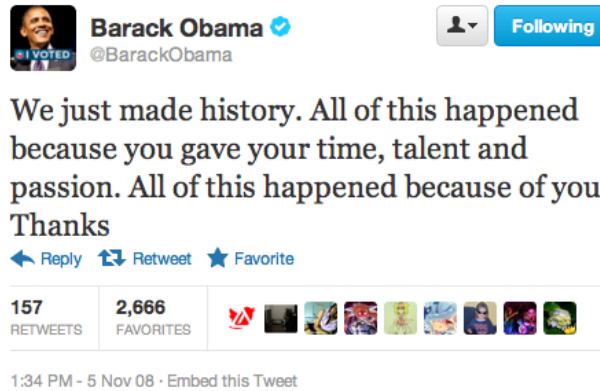 Barack Obama
@BarackObama
I VOTED
Following
We just made history. All of this happened
because you gave your time, talent and
passion. All of this happened because of you
Thanks
Reply Retweet Favorite
157 2,666
RETWEETS FAVORITES
1:34 PM - 5 Nov 08 · Embed this Tweet